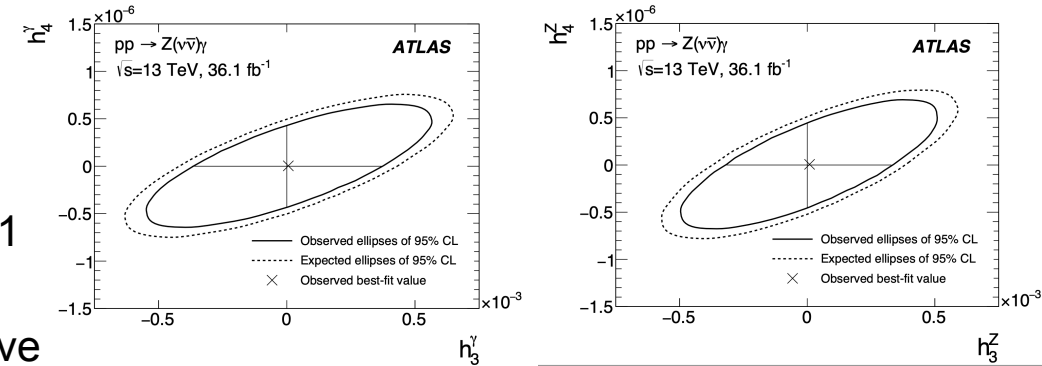 1
ve
h₄^γ
×10⁻⁶
pp → Z(νν̄)γ
ATLAS
√s=13 TeV, 36.1 fb⁻¹
1.5
1
0.5
0
−0.5
−1
−1.5
Observed ellipses of 95% CL
Expected ellipses of 95% CL
Observed best-fit value
−0.5 0 0.5
×10⁻³
h₃^γ
h₄^Z
×10⁻⁶
pp → Z(νν̄)γ
ATLAS
√s=13 TeV, 36.1 fb⁻¹
1.5
1
0.5
0
−0.5
−1
−1.5
Observed ellipses of 95% CL
Expected ellipses of 95% CL
Observed best-fit value
−0.5 0 0.5
×10⁻³
h₃^Z